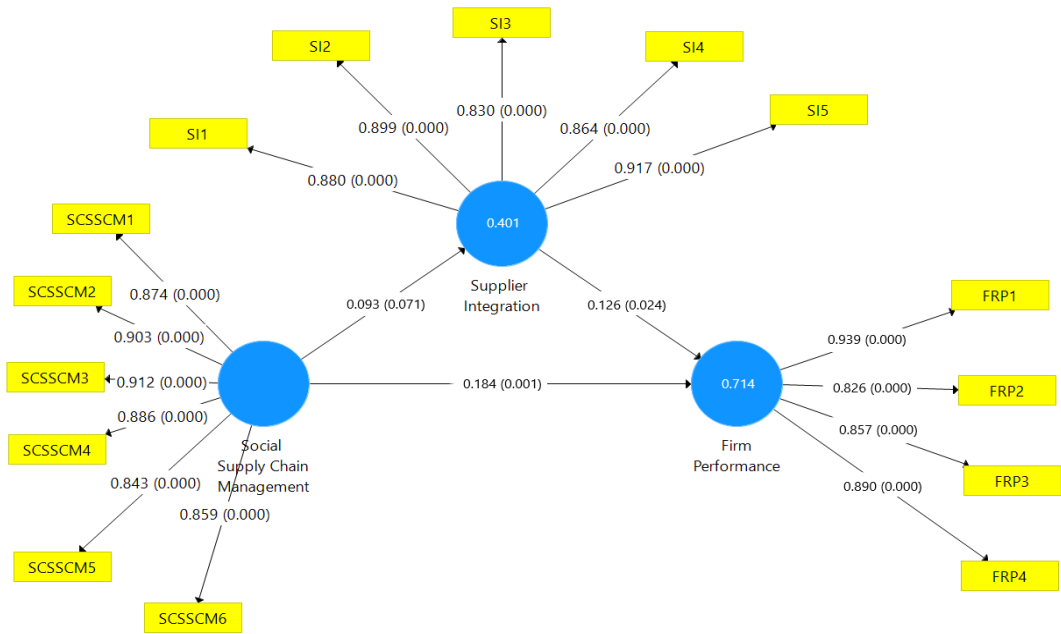 SI3
SI2
SI4
SI5
SI1
0.830 (0.000)
0.899 (0.000)
0.864 (0.000)
0.917 (0.000)
0.880 (0.000)
SCSSCM1
0.401
SCSSCM2
0.874 (0.000)
Supplier
Integration
FRP1
0.093 (0.071)
0.126 (0.024)
0.903 (0.000)
0.939 (0.000)
SCSSCM3
0.912 (0.000)
0.184 (0.001)
0.714
0.826 (0.000)
FRP2
0.886 (0.000)
0.857 (0.000)
SCSSCM4
Social
Supply Chain
Management
Firm
Performance
0.843 (0.000)
0.890 (0.000)
FRP3
0.859 (0.000)
SCSSCM5
FRP4
SCSSCM6